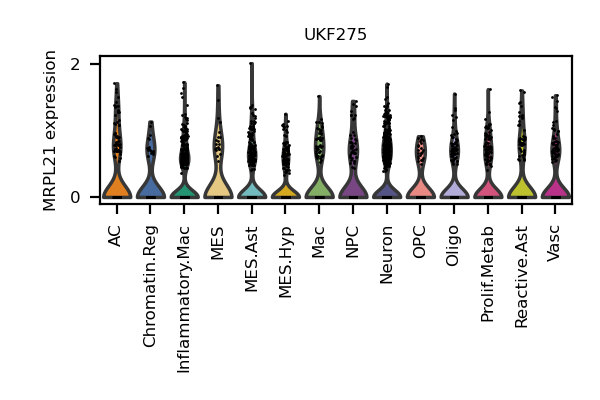 UKF275
MRPL21 expression
2
0
AC
Chromatin.Reg
Inflammatory.Mac
MES
MES.Ast
MES.Hyp
Mac
NPC
Neuron
OPC
Oligo
Prolif.Metab
Reactive.Ast
Vasc